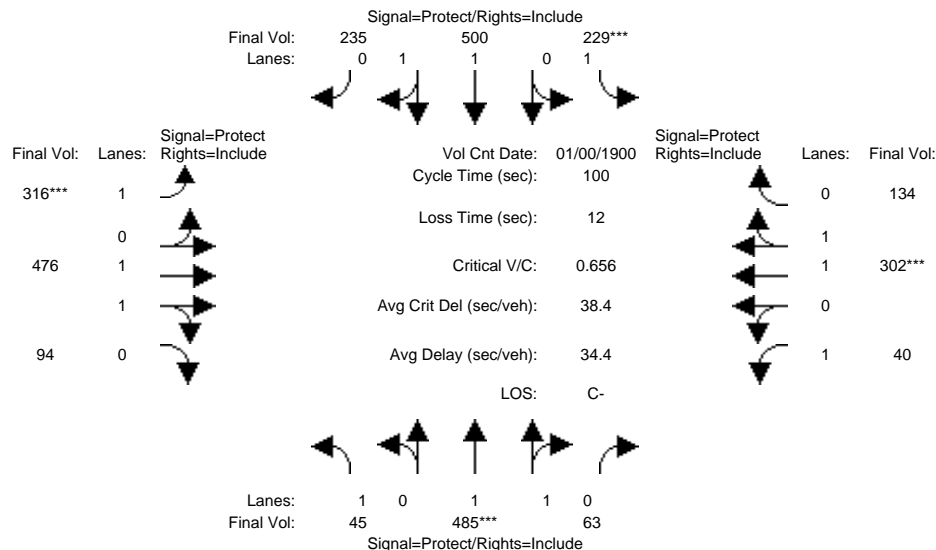 Signal=Protect/Rights=Include
Final Vol: 235 500 229***
Lanes: 0 1 1 0 1
Signal=Protect Signal=Protect
Final Vol: Lanes: Rights=Include Vol Cnt Date: 01/00/1900 Rights=Include Lanes: Final Vol:
Cycle Time (sec): 100
316*** 1 0 134
Loss Time (sec): 12
0 1
476 1 Critical V/C: 0.656 1 302***
1 Avg Crit Del (sec/veh): 38.4 0
94 0 Avg Delay (sec/veh): 34.4 1 40
LOS: C-
Lanes: 1 0 1 1 0
Final Vol: 45 485*** 63
Signal=Protect/Rights=Include